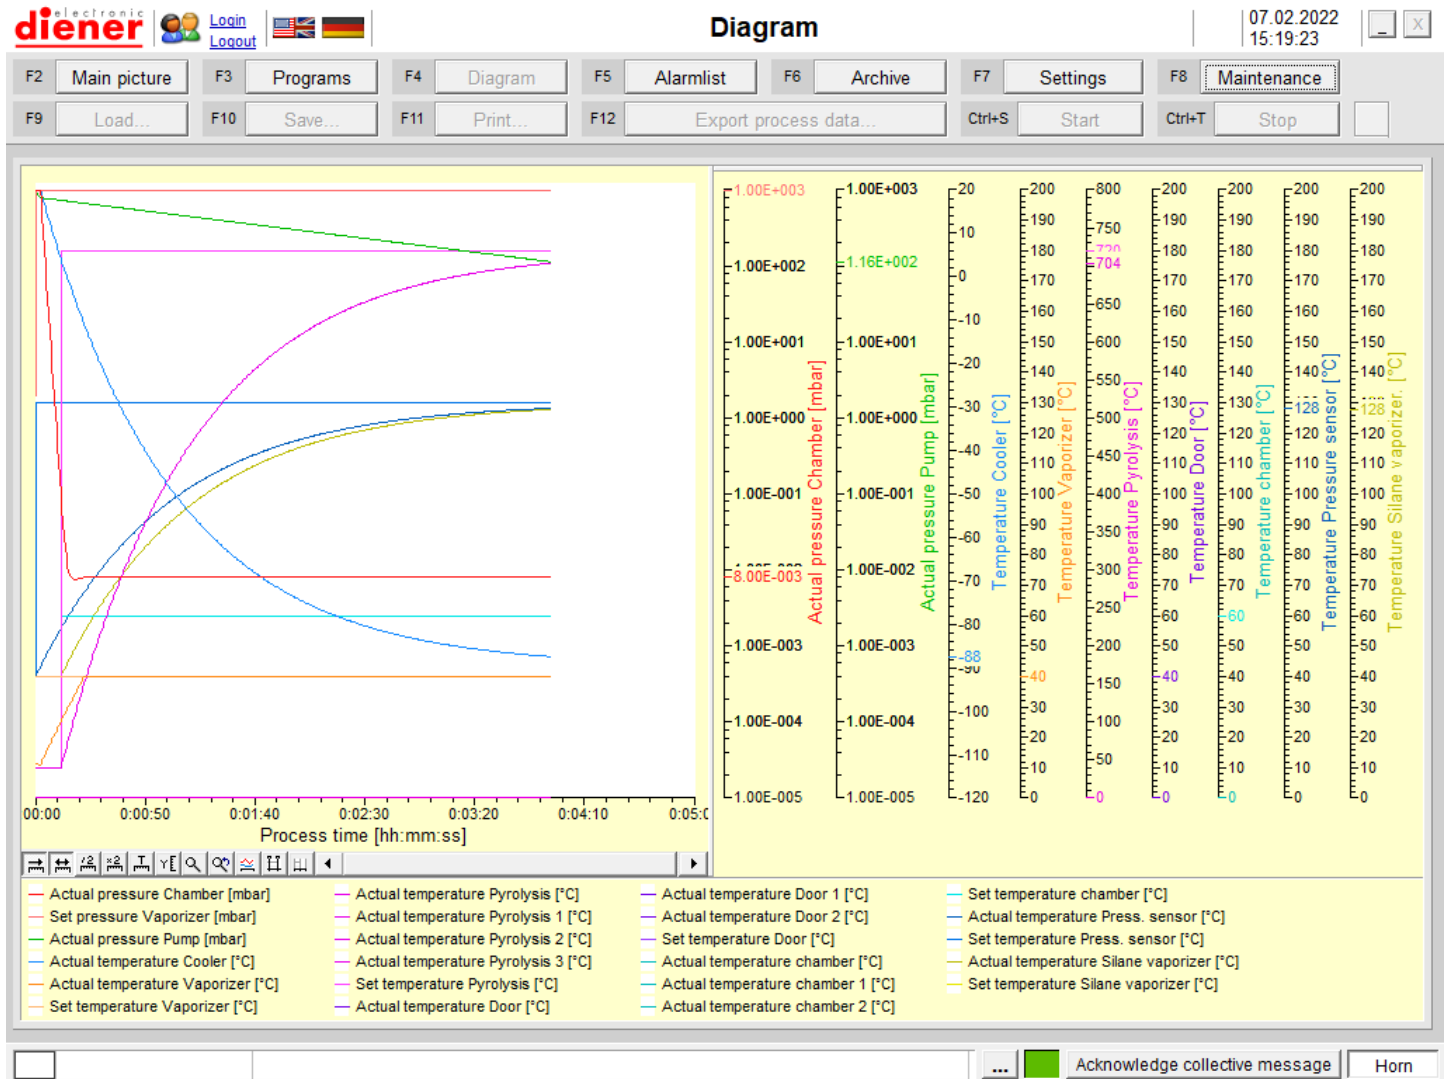 electronic
diener
Login
Logout
Diagram
07.02.2022
15:19:23
X
F2 Main picture F3 Programs F4 Diagram F5 Alarmlist F6 Archive F7 Settings F8 Maintenance
F9 Load... F10 Save... F11 Print... F12 Export process data... Ctrl+S Start Ctrl+T Stop
1.00E+003
1.00E+002
1.00E+001
1.00E+000
1.00E-001
8.00E-003
1.00E-003
1.00E-004
1.00E-005
Actual pressure Chamber [mbar]
1.00E+003
1.16E+002
1.00E+001
1.00E+000
1.00E-001
1.00E-002
1.00E-003
1.00E-004
1.00E-005
Actual pressure Pump [mbar]
20
10
0
-10
-20
-30
-40
-50
-60
-70
-80
-88
-90
-100
-110
-120
Temperature Cooler [°C]
200
190
180
170
160
150
140
130
120
110
100
90
80
70
60
50
40
30
20
10
0
Temperature Vaporizer [°C]
800
750
720
704
650
600
550
500
450
400
350
300
250
200
150
100
50
0
Temperature Pyrolysis [°C]
200
190
180
170
160
150
140
130
120
110
100
90
80
70
60
50
40
30
20
10
0
Temperature Door [°C]
200
190
180
170
160
150
140
130
120
110
100
90
80
70
60
50
40
30
20
10
0
Temperature chamber [°C]
200
190
180
170
160
150
140
128
120
110
100
90
80
70
60
50
40
30
20
10
0
Temperature Pressure sensor [°C]
200
190
180
170
160
150
140
128
120
110
100
90
80
70
60
50
40
30
20
10
0
Temperature Silane vaporizer. [°C]
00:00 0:00:50 0:01:40 0:02:30 0:03:20 0:04:10 0:05:0
Process time [hh:mm:ss]
Actual pressure Chamber [mbar]
Set pressure Vaporizer [mbar]
Actual pressure Pump [mbar]
Actual temperature Cooler [°C]
Actual temperature Vaporizer [°C]
Set temperature Vaporizer [°C]
Actual temperature Pyrolysis [°C]
Actual temperature Pyrolysis 1 [°C]
Actual temperature Pyrolysis 2 [°C]
Actual temperature Pyrolysis 3 [°C]
Set temperature Pyrolysis [°C]
Actual temperature Door [°C]
Actual temperature Door 1 [°C]
Actual temperature Door 2 [°C]
Set temperature Door [°C]
Actual temperature chamber [°C]
Actual temperature chamber 1 [°C]
Actual temperature chamber 2 [°C]
Set temperature chamber [°C]
Actual temperature Press. sensor [°C]
Set temperature Press. sensor [°C]
Actual temperature Silane vaporizer [°C]
Set temperature Silane vaporizer [°C]
... Acknowledge collective message Horn